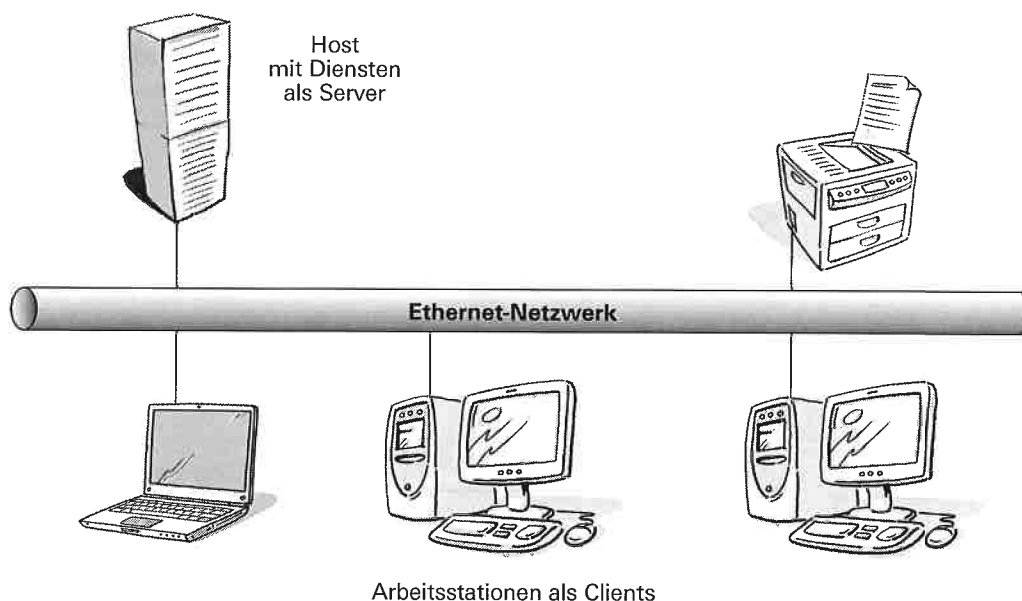 Host
mit Diensten
als Server
Ethernet-Netzwerk
Arbeitsstationen als Clients